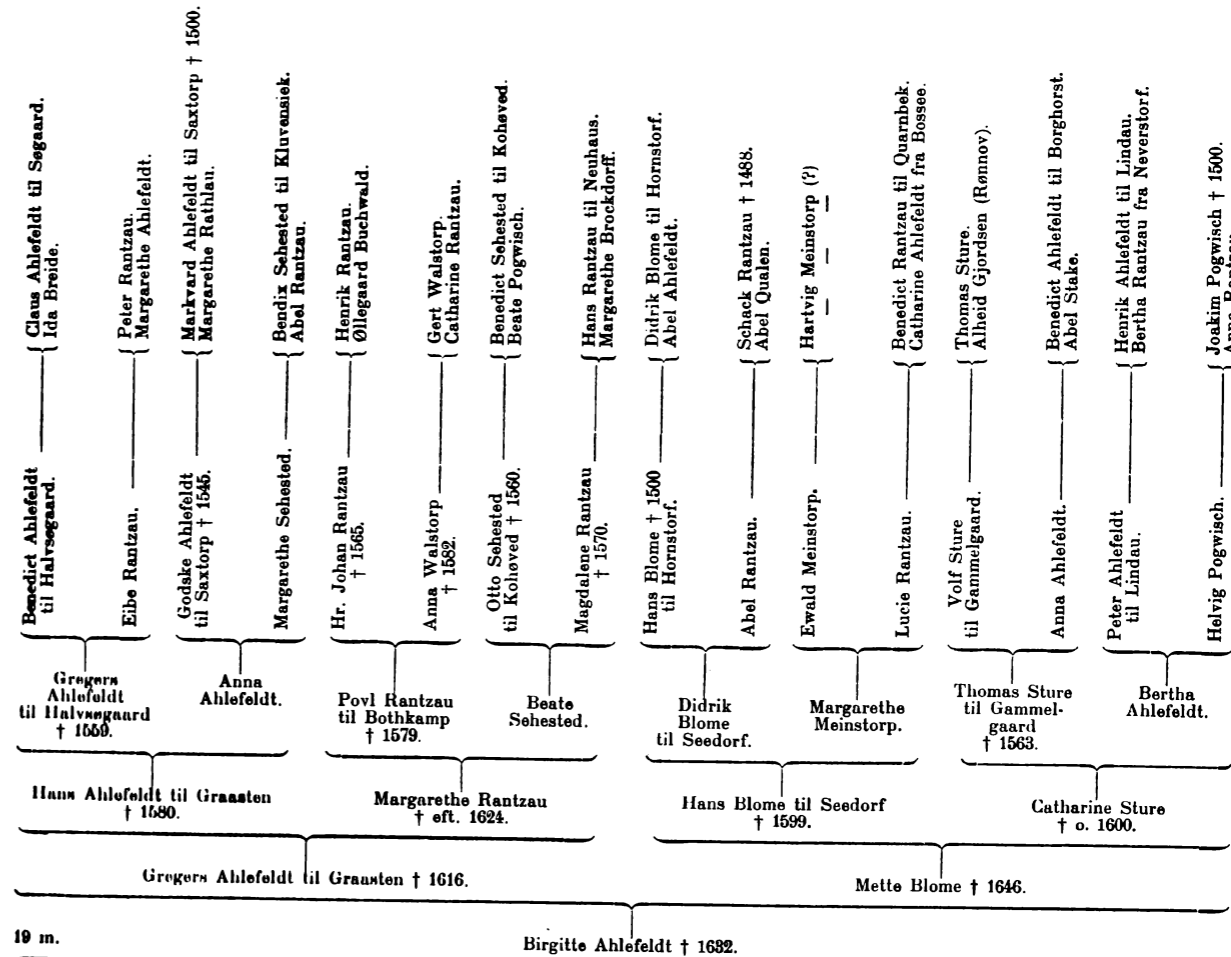 Claus Ahlefeldt til Søgaard.
Ida Breide.
Peter Rantzau.
Margarethe Ahlefeldt.
Markvard Ahlefeldt til Saxtorp † 1500.
Margarethe Rathlau.
Bendix Sehested til Kluvensiek.
Abel Rantzau.
Henrik Rantzau.
Øllegaard Buchwald.
Gert Walstorp.
Catharine Rantzau.
Benedict Sehested til Kohøved.
Beate Pogwisch.
Hans Rantzau til Neuhaus.
Margarethe Brockdorff.
Didrik Blome til Hornstorf.
Abel Ahlefeldt.
Schack Rantzau † 1488.
Abel Qualen.
Hartvig Meinstorp (?)
— — —
Benedict Rantzau til Quarnbek.
Catharine Ahlefeldt fra Bossee.
Thomas Sture.
Alheid Gjordsen (Rønnov).
Benedict Ahlefeldt til Borghorst.
Abel Stake.
Henrik Ahlefeldt til Lindau.
Bertha Rantzau fra Neverstorf.
Joakim Pogwisch † 1500.
Benedict Ahlefeldt
til Halvsøgaard.
Eibe Rantzau.
Godske Ahlefeldt
til Saxtorp † 1545.
Margarethe Sehested.
Hr. Johan Rantzau
† 1565.
Anna Walstorp
† 1582.
Otto Sehested
til Kohøved † 1560.
Magdalene Rantzau
† 1570.
Hans Blome † 1500
til Hornstorf.
Abel Rantzau.
Ewald Meinstorp.
Lucie Rantzau.
Volf Sture
til Gammelgaard.
Anna Ahlefeldt.
Peter Ahlefeldt
til Lindau.
Helvig Pogwisch.
Gregers
Ahlefeldt
til Halvsøgaard
† 1559.
Anna
Ahlefeldt.
Povl Rantzau
til Bothkamp
† 1579.
Beate
Sehested.
Didrik
Blome
til Seedorf.
Margarethe
Meinstorp.
Thomas Sture
til Gammel-
gaard
† 1563.
Bertha
Ahlefeldt.
Hans Ahlefeldt til Graasten
† 1580.
Margarethe Rantzau
† eft. 1624.
Hans Blome til Seedorf
† 1599.
Catharine Sture
† o. 1600.
Gregers Ahlefeldt til Graasten † 1616.
Mette Blome † 1646.
Birgitte Ahlefeldt † 1632.
19 m.